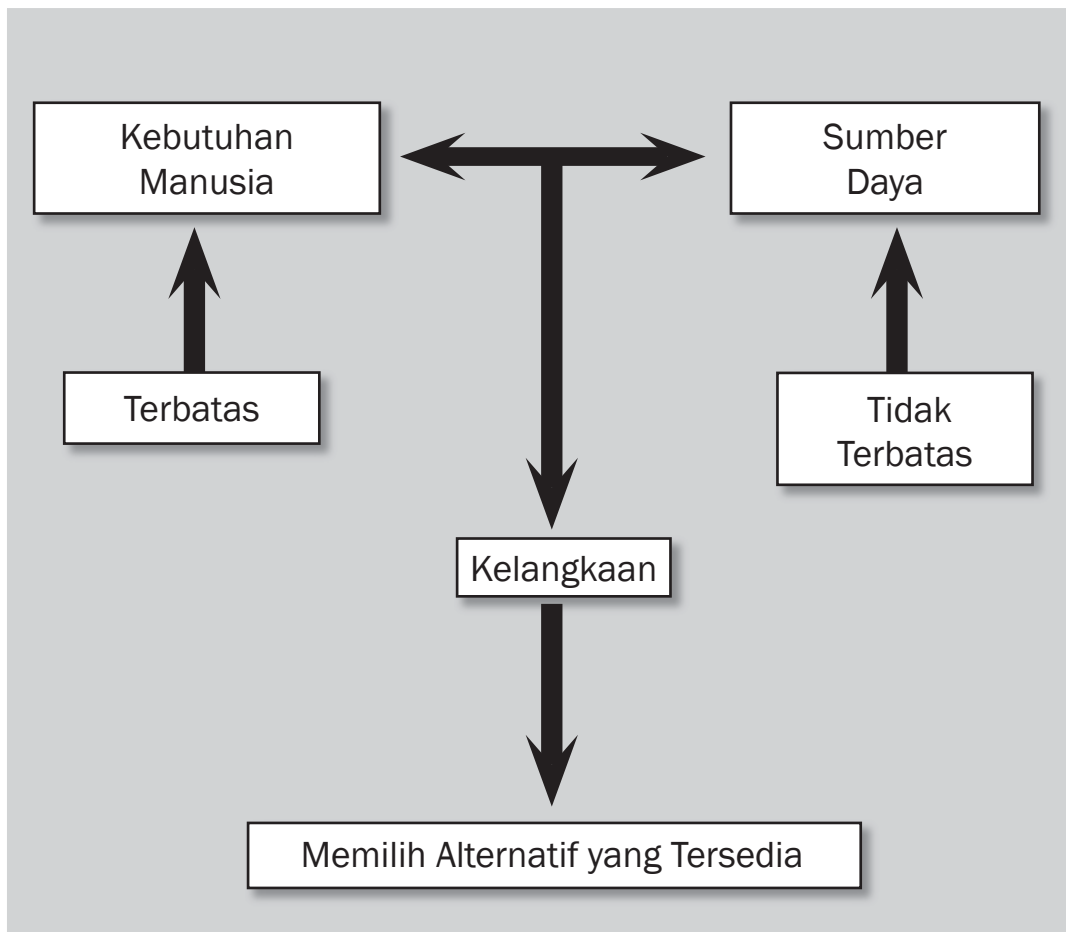 Kebutuhan
Manusia
Sumber
Daya
Terbatas
Tidak
Terbatas
Kelangkaan
Memilih Alternatif yang Tersedia